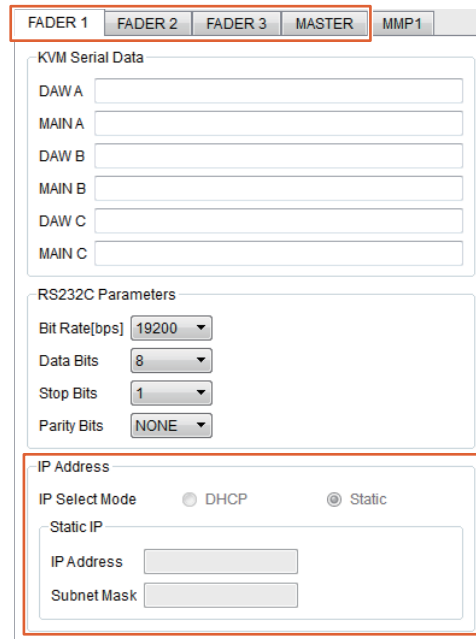 FADER 1 FADER 2 FADER 3 MASTER MMP1
KVM Serial Data
DAW A
MAIN A
DAW B
MAIN B
DAW C
MAIN C
RS232C Parameters
Bit Rate[bps] 19200
Data Bits 8
Stop Bits 1
Parity Bits NONE
IP Address
IP Select Mode DHCP Static
Static IP
IP Address
Subnet Mask